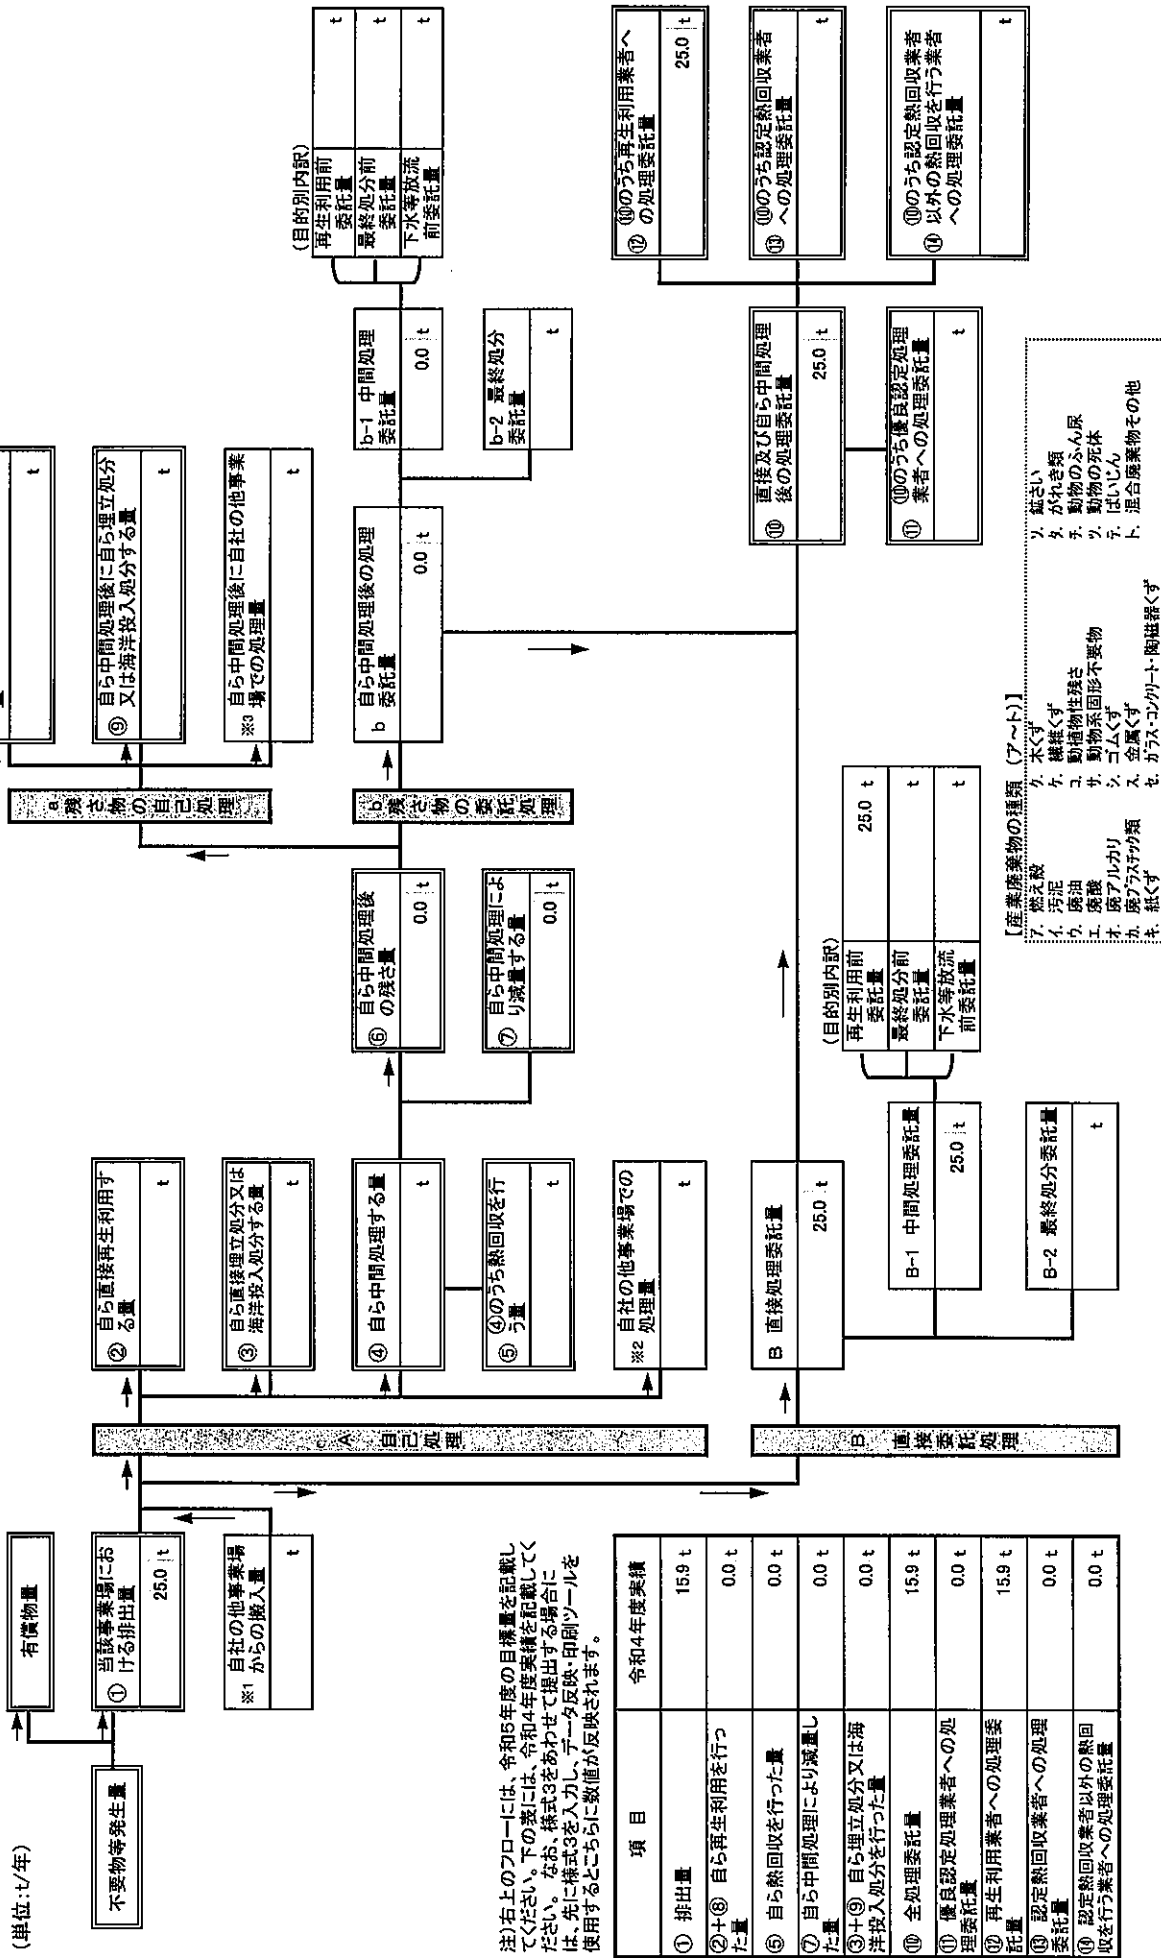 (単位:t/年)
不要物等発生量
有償物量
① 当該事業場にお
ける排出量
25.0 t
※1 自社の他事業場
からの搬入量
t
A 自己処理
② 自ら直接再生利用す
る量
t
③ 自ら直接埋立処分又は
海洋投入処分する量
t
④ 自ら中間処理する量
t
⑤ ④のうち熱回収を行
う量
t
※2 自社の他事業場での
処理量
t
⑥ 自ら中間処理後
の残さ量
0.0 t
⑦ 自ら中間処理によ
り減量する量
0.0 t
a 残さ物の自己処理
t
⑨ 自ら中間処理後に自ら埋立処分
又は海洋投入処分する量
t
※3 自ら中間処理後に自社の他事業
場での処理量
t
b 残さ物の委託処理
b 自ら中間処理後の処理
委託量
0.0 t
b-1 中間処理
委託量
0.0 t
b-2 最終処分
委託量
t
(目的別内訳)
再生利用前
委託量
t
最終処分前
委託量
t
下水等放流
前委託量
t
B 直接委託処理
B 直接処理委託量
25.0 t
B-1 中間処理委託量
25.0 t
B-2 最終処分委託量
t
(目的別内訳)
再生利用前
委託量
25.0 t
最終処分前
委託量
t
下水等放流
前委託量
t
⑩ 直接及び自ら中間処理
後の処理委託量
25.0 t
⑪ ⑩のうち優良認定処理
業者への処理委託量
t
⑫ ⑩のうち再生利用業者へ
の処理委託量
25.0 t
⑬ ⑩のうち認定熱回収業者
への処理委託量
t
⑭ ⑩のうち認定熱回収業者
以外の熱回収を行う業者
への処理委託量
t
注)右上のフローには、令和5年度の目標量を記載し
てください。下の表には、令和4年度実績を記載してく
ださい。 なお、様式3をあわせて提出する場合に
は、先に様式3を入力し、データ反映・印刷ツールを
使用するとこちらに数値が反映されます。
項 目 令和4年度実績
① 排出量 15.9 t
②+⑧ 自ら再生利用を行っ
た量 0.0 t
⑤ 自ら熱回収を行った量 0.0 t
⑦ 自ら中間処理により減量し
た量 0.0 t
③+⑨ 自ら埋立処分又は海
洋投入処分を行った量 0.0 t
⑩ 全処理委託量 15.9 t
⑪ 優良認定処理業者への処
理委託量 0.0 t
⑫ 再生利用業者への処理委
託量 15.9 t
⑬ 認定熱回収業者への処理
委託量 0.0 t
⑭ 認定熱回収業者以外の熱回
収を行う業者への処理委託量 0.0 t
[産業廃棄物の種類 (ア~ト)]
ア. 燃え殻
イ. 汚泥
ウ. 廃油
エ. 廃酸
オ. 廃アルカリ
カ. 廃プラスチック類
キ. 紙くず
ク. 木くず
ケ. 繊維くず
コ. 動植物性残さ
サ. 動物系固形不要物
シ. ゴムくず
ス. 金属くず
セ. ガラス・コンクリート・陶磁器くず
ソ. 鉱さい
タ. がれき類
チ. 動物のふん尿
ツ. 動物の死体
テ. ばいじん
ト. 混合廃棄物その他